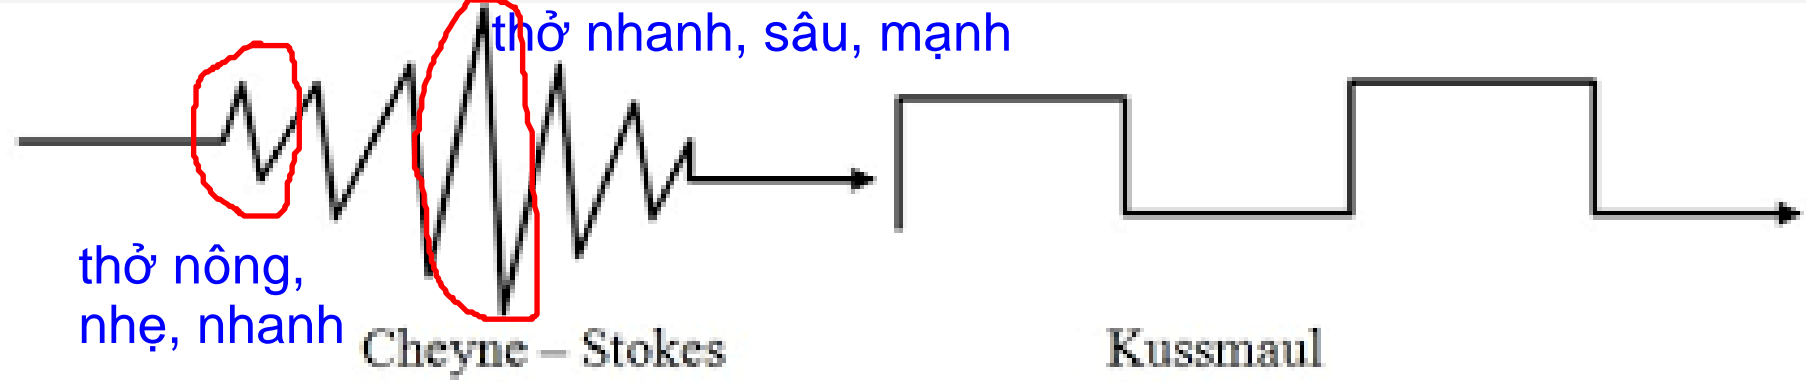 thở nhanh, sâu, mạnh
thở nông,
nhẹ, nhanh
Cheyne – Stokes
Kussmaul